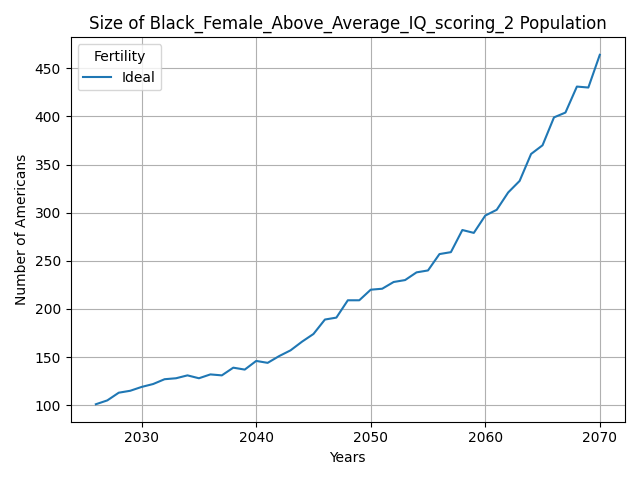 Size of Black_Female_Above_Average_IQ_scoring_2 Population
Fertility
Ideal
Number of Americans
450
400
350
300
250
200
150
100
2030 2040 2050 2060 2070
Years